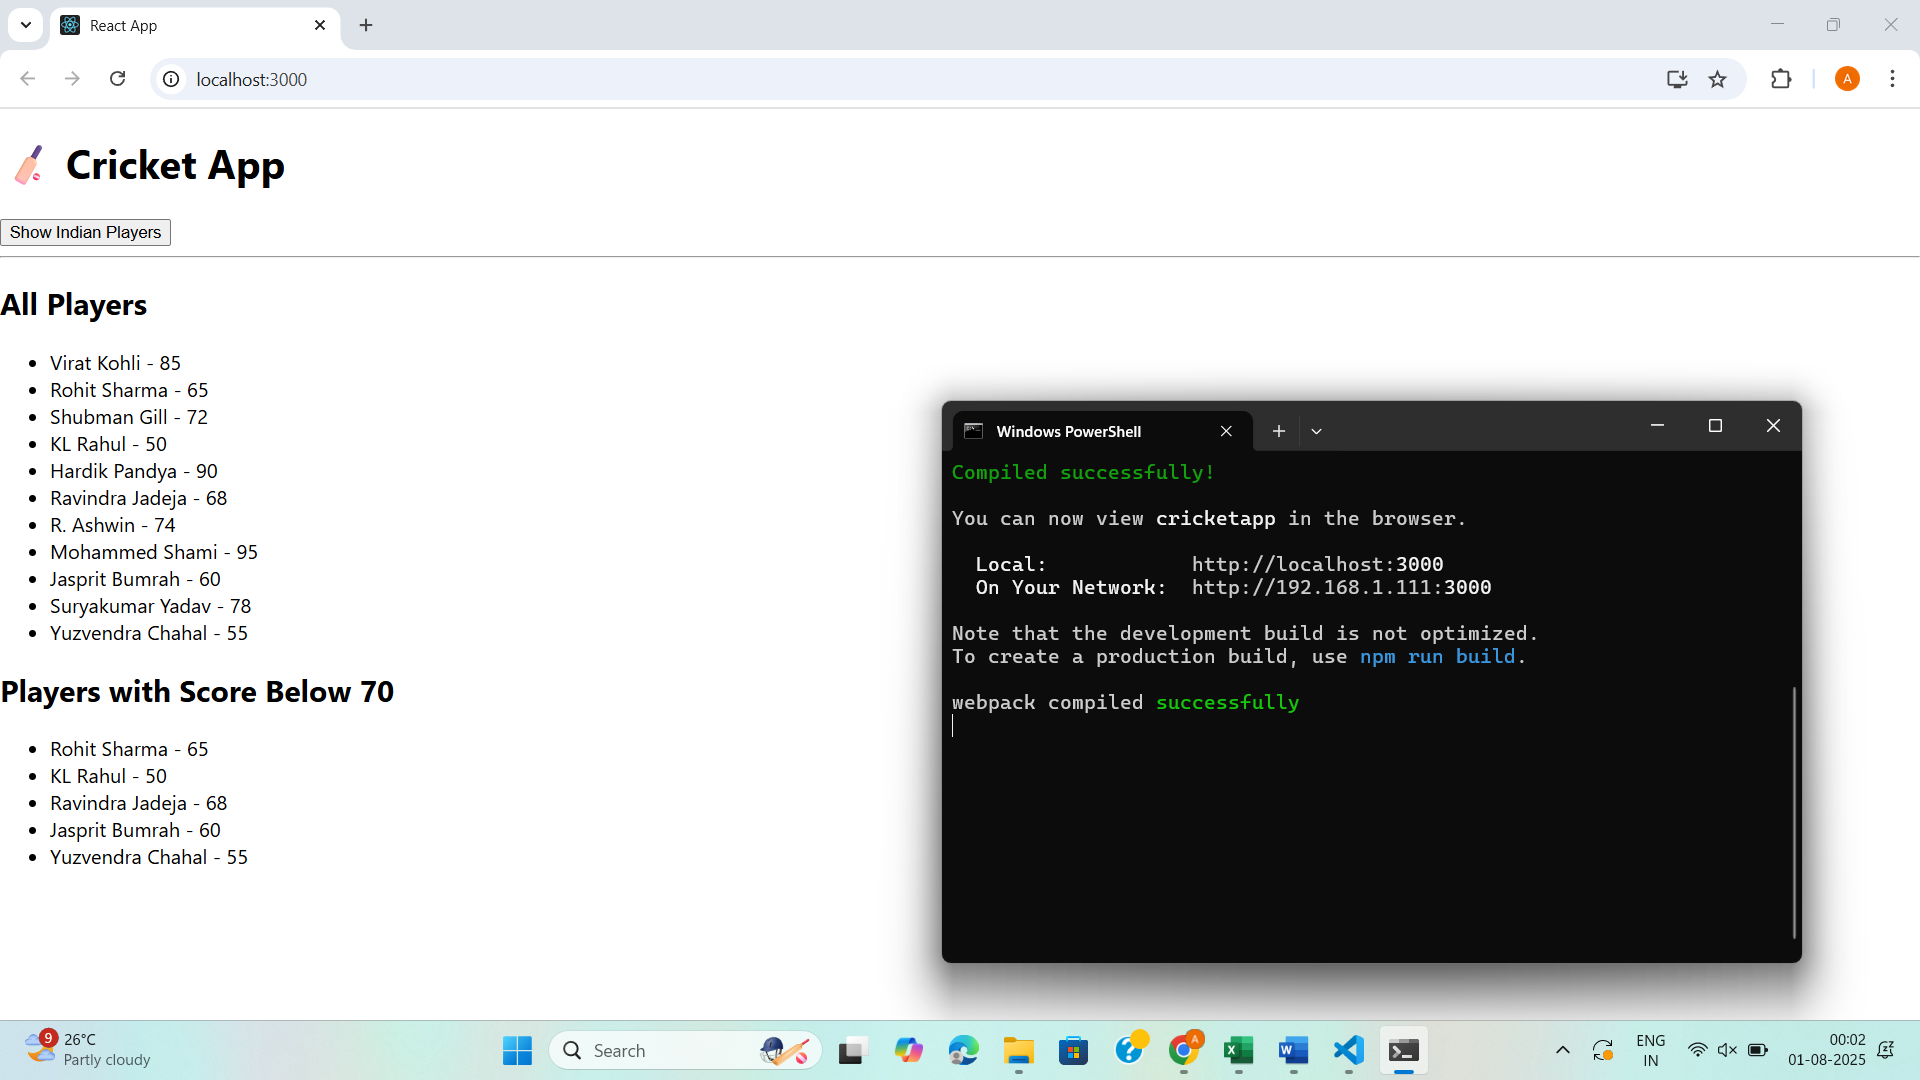 React App
localhost:3000
A
Cricket App
Show Indian Players
All Players
Virat Kohli - 85
Rohit Sharma - 65
Shubman Gill - 72
KL Rahul - 50
Hardik Pandya - 90
Ravindra Jadeja - 68
R. Ashwin - 74
Mohammed Shami - 95
Jasprit Bumrah - 60
Suryakumar Yadav - 78
Yuzvendra Chahal - 55
Players with Score Below 70
Rohit Sharma - 65
KL Rahul - 50
Ravindra Jadeja - 68
Jasprit Bumrah - 60
Yuzvendra Chahal - 55
Windows PowerShell
Compiled successfully!
You can now view cricketapp in the browser.
Local: http://localhost:3000
On Your Network: http://192.168.1.111:3000
Note that the development build is not optimized.
To create a production build, use npm run build.
webpack compiled successfully
9
26°C
Partly cloudy
Search
A
ENG
IN
00:02
01-08-2025